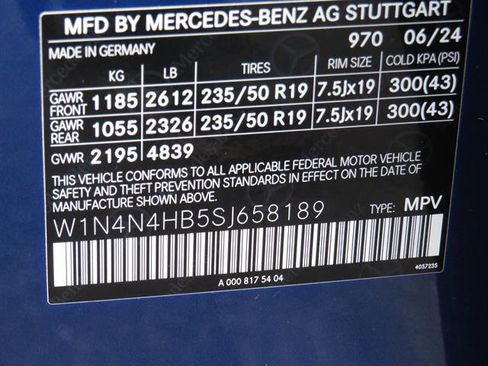 MFD BY MERCEDES-BENZ AG STUTTGART
MADE IN GERMANY 970 06/24
KG LB TIRES RIM SIZE COLD KPA (PSI)
GAWR FRONT 1185 2612 235/50 R19 7.5Jx19 300(43)
GAWR REAR 1055 2326 235/50 R19 7.5Jx19 300(43)
GVWR 2195 4839
THIS VEHICLE CONFORMS TO ALL APPLICABLE FEDERAL MOTOR VEHICLE
SAFETY AND THEFT PREVENTION STANDARDS IN EFFECT ON THE DATE OF
MANUFACTURE SHOWN ABOVE.
W1N4N4HB5SJ658189 TYPE: MPV
A 000 817 54 04 4057235